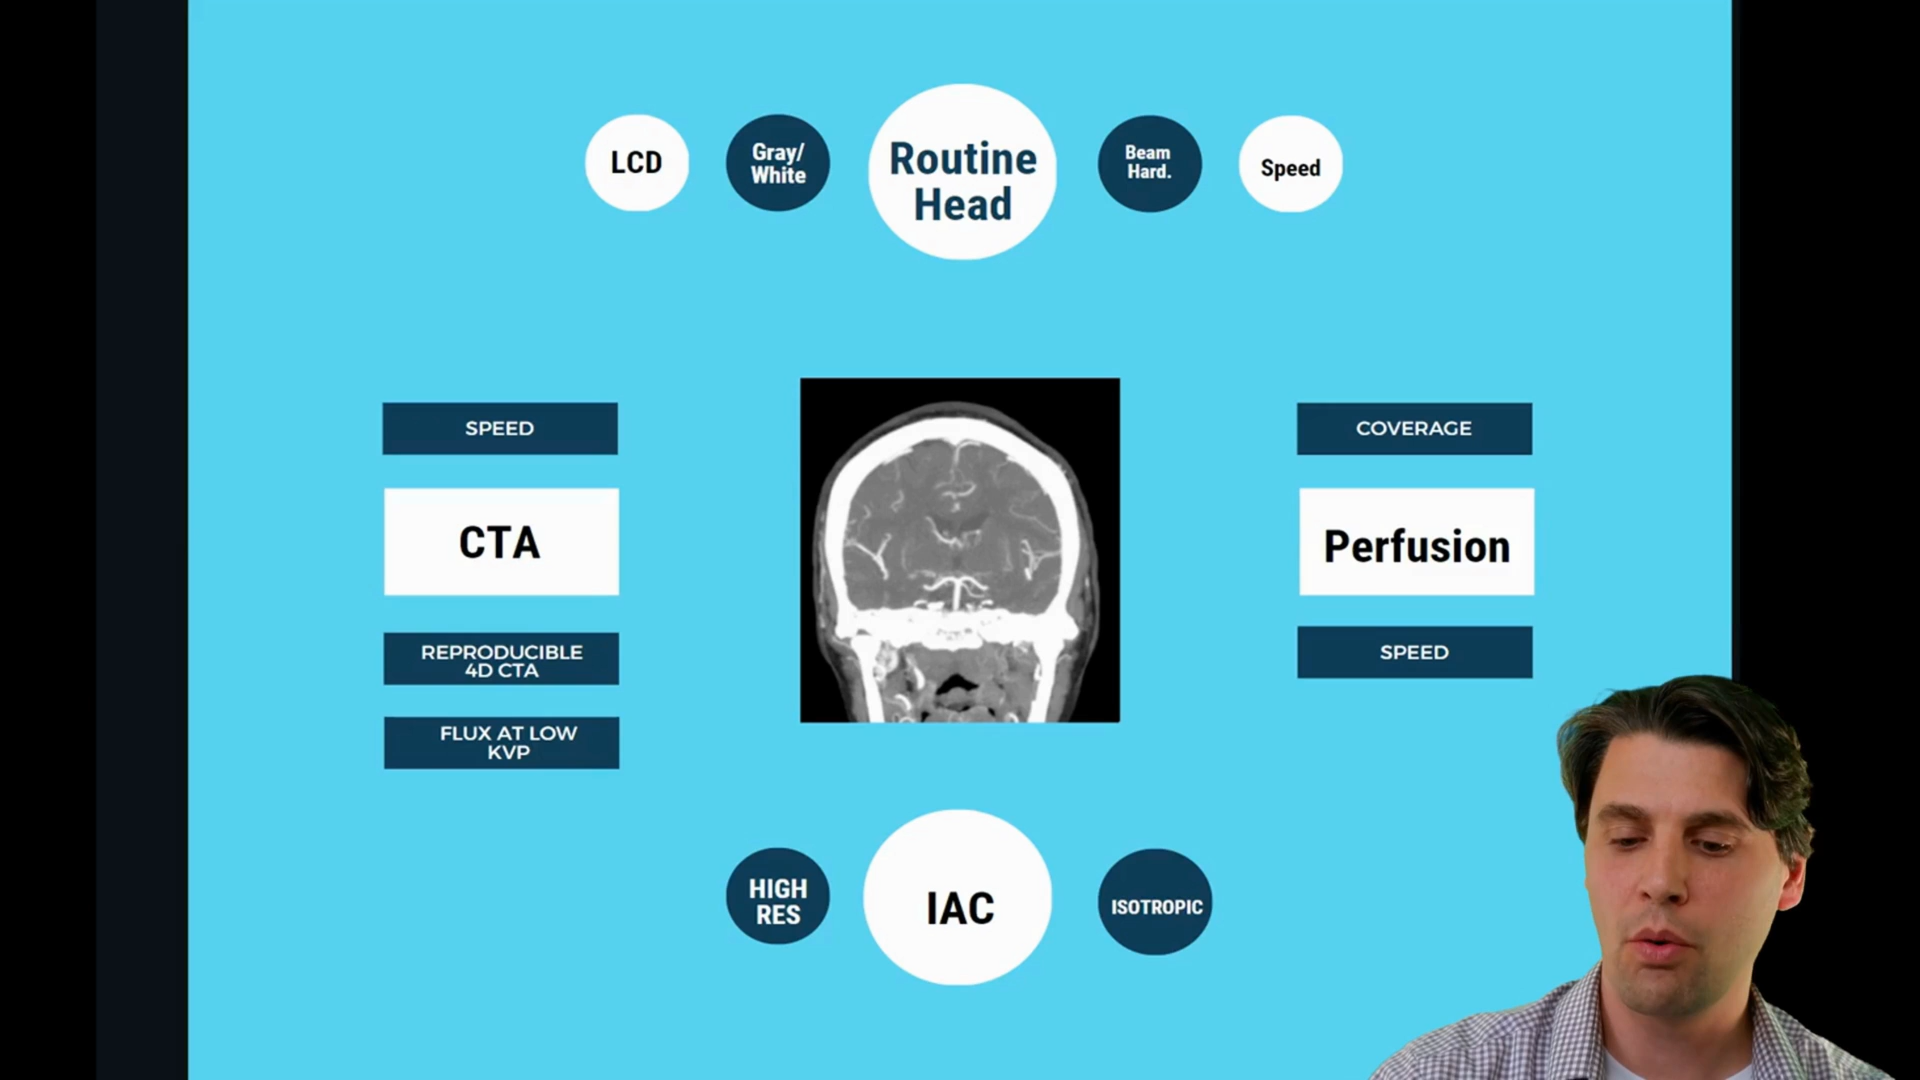 LCD
Gray/
White
Routine
Head
Beam
Hard.
Speed
SPEED
CTA
REPRODUCIBLE
4D CTA
FLUX AT LOW
KVP
COVERAGE
Perfusion
SPEED
HIGH
RES
IAC
ISOTROPIC